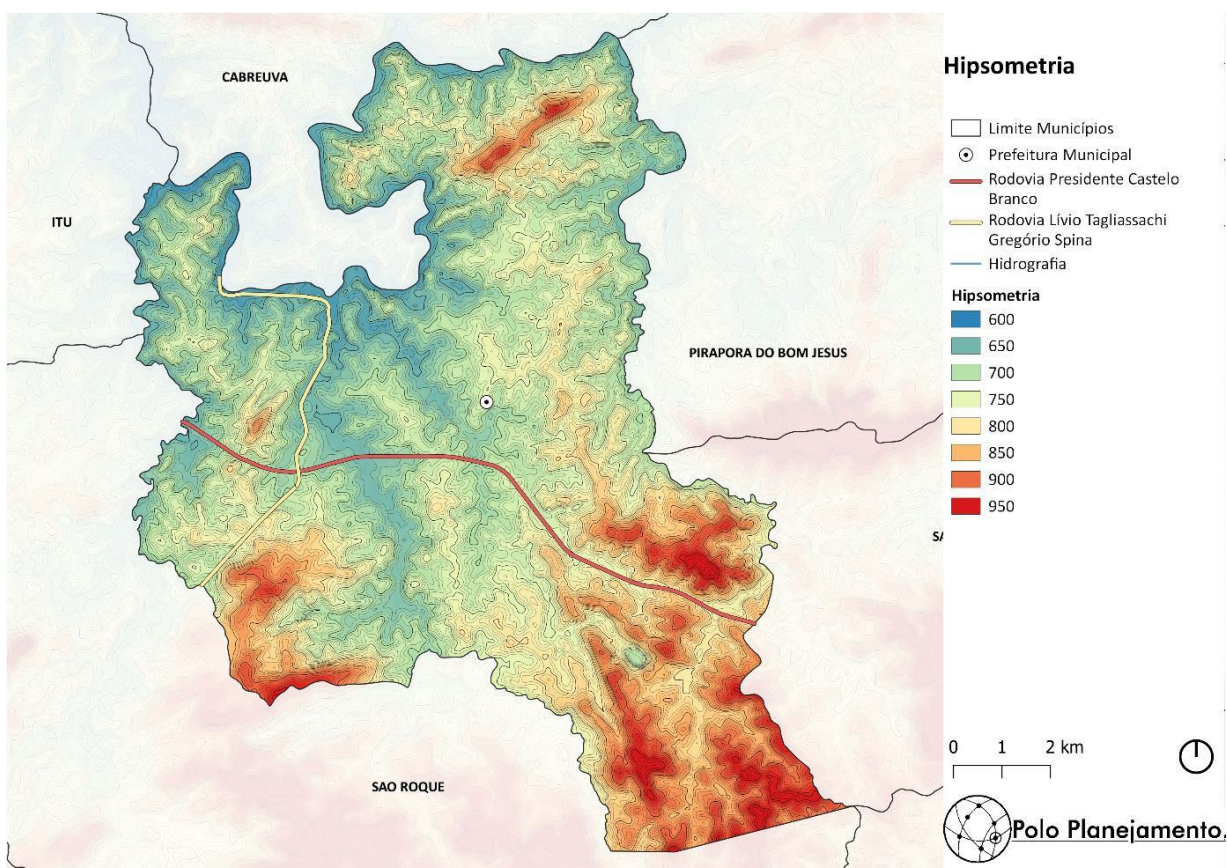 CABREUVA
ITU
PIRAPORA DO BOM JESUS
SA
SAO ROQUE
Hipsometria
Limite Municípios
Prefeitura Municipal
Rodovia Presidente Castelo
Branco
Rodovia Lívio Tagliassachi
Gregório Spina
Hidrografia
Hipsometria
600
650
700
750
800
850
900
950
0 1 2 km
Polo Planejamento.